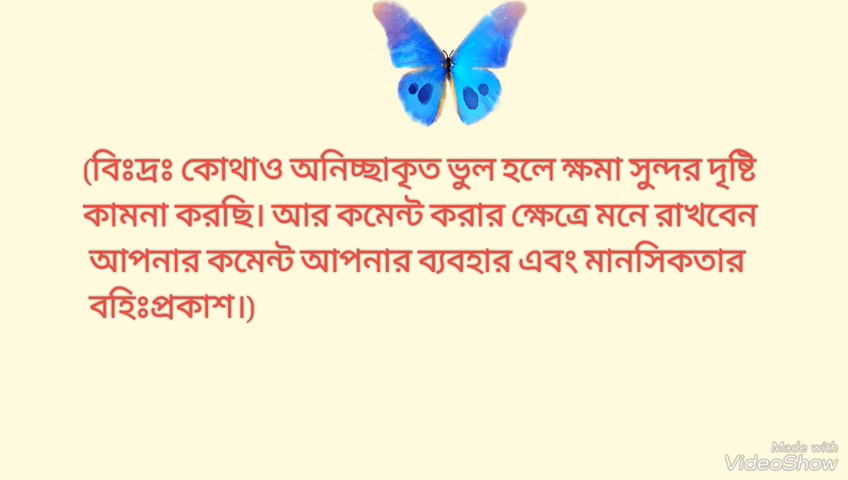 (বিঃদ্রঃ কোথাও অনিচ্ছাকৃত ভুল হলে ক্ষমা সুন্দর দৃষ্টি
কামনা করছি। আর কমেন্ট করার ক্ষেত্রে মনে রাখবেন
আপনার কমেন্ট আপনার ব্যবহার এবং মানসিকতার
বহিঃপ্রকাশ।)
Made with
VideoShow